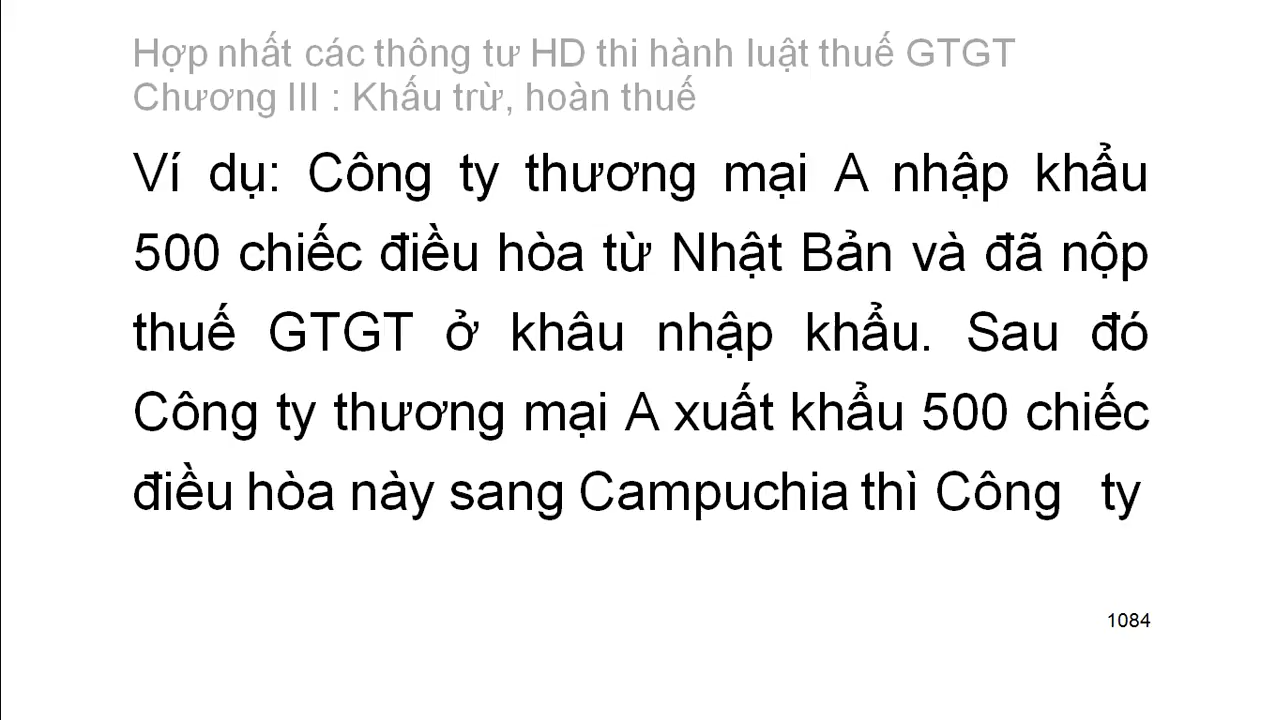 Hợp nhất các thông tư HD thi hành luật thuế GTGT
Chương III : Khấu trừ, hoàn thuế
Ví dụ: Công ty thương mại A nhập khẩu
500 chiếc điều hòa từ Nhật Bản và đã nộp
thuế GTGT ở khâu nhập khẩu. Sau đó
Công ty thương mại A xuất khẩu 500 chiếc
điều hòa này sang Campuchia thì Công ty
1084